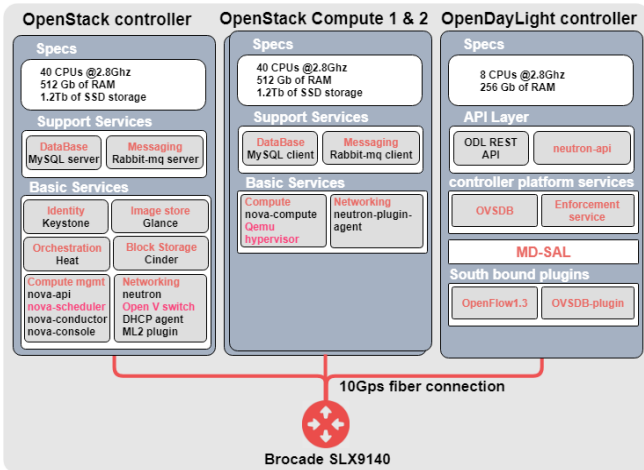 OpenStack controller
Specs
40 CPUs @2.8Ghz
512 Gb of RAM
1.2Tb of SSD storage
Support Services
DataBase
MySQL server
Messaging
Rabbit-mq server
Basic Services
Identity
Keystone
Image store
Glance
Orchestration
Heat
Block Storage
Cinder
Compute mgmt
nova-api
nova-scheduler
nova-conductor
nova-console
Networking
neutron
Open V switch
DHCP agent
ML2 plugin
OpenStack Compute 1 & 2
Specs
40 CPUs @2.8Ghz
512 Gb of RAM
1.2Tb of SSD storage
Support Services
DataBase
MySQL client
Messaging
Rabbit-mq client
Basic Services
Compute
nova-compute
Qemu
hypervisor
Networking
neutron-plugin-
agent
OpenDayLight controller
Specs
8 CPUs @2.8Ghz
256 Gb of RAM
API Layer
ODL REST
API
neutron-api
controller platform services
OVSDB
Enforcement
service
MD-SAL
South bound plugins
OpenFlow1.3
OVSDB-plugin
10Gps fiber connection
Brocade SLX9140